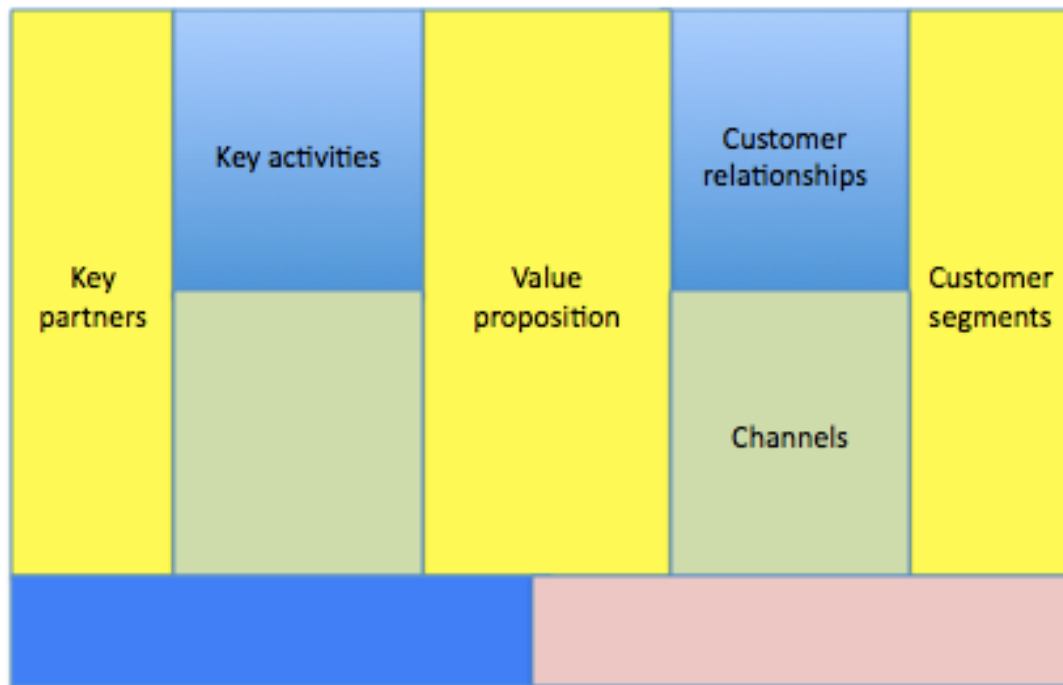 Key activities
Customer
relationships
Key
partners
Value
proposition
Customer
segments
Channels